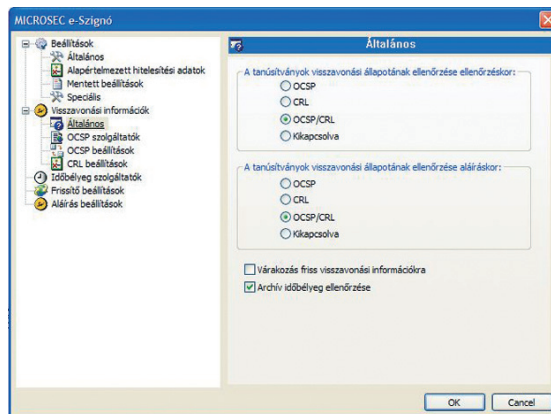 MICROSEC e-Szignó
Beállítások
Általános
Alapértelmezett hitelesítési adatok
Mentett beállítások
Speciális
Visszavonási információk
Általános
OCSP szolgáltatók
OCSP beállítások
CRL beállítások
Időbélyeg szolgáltatók
Frissítő beállítások
Aláírás beállítások
Általános
A tanúsítványok visszavonási állapotának ellenőrzése ellenőrzéskor:
OCSP
CRL
OCSP/CRL
Kikapcsolva
A tanúsítványok visszavonási állapotának ellenőrzése aláíráskor:
OCSP
CRL
OCSP/CRL
Kikapcsolva
Várakozás friss visszavonási információkra
Archív időbélyeg ellenőrzése
OK
Cancel